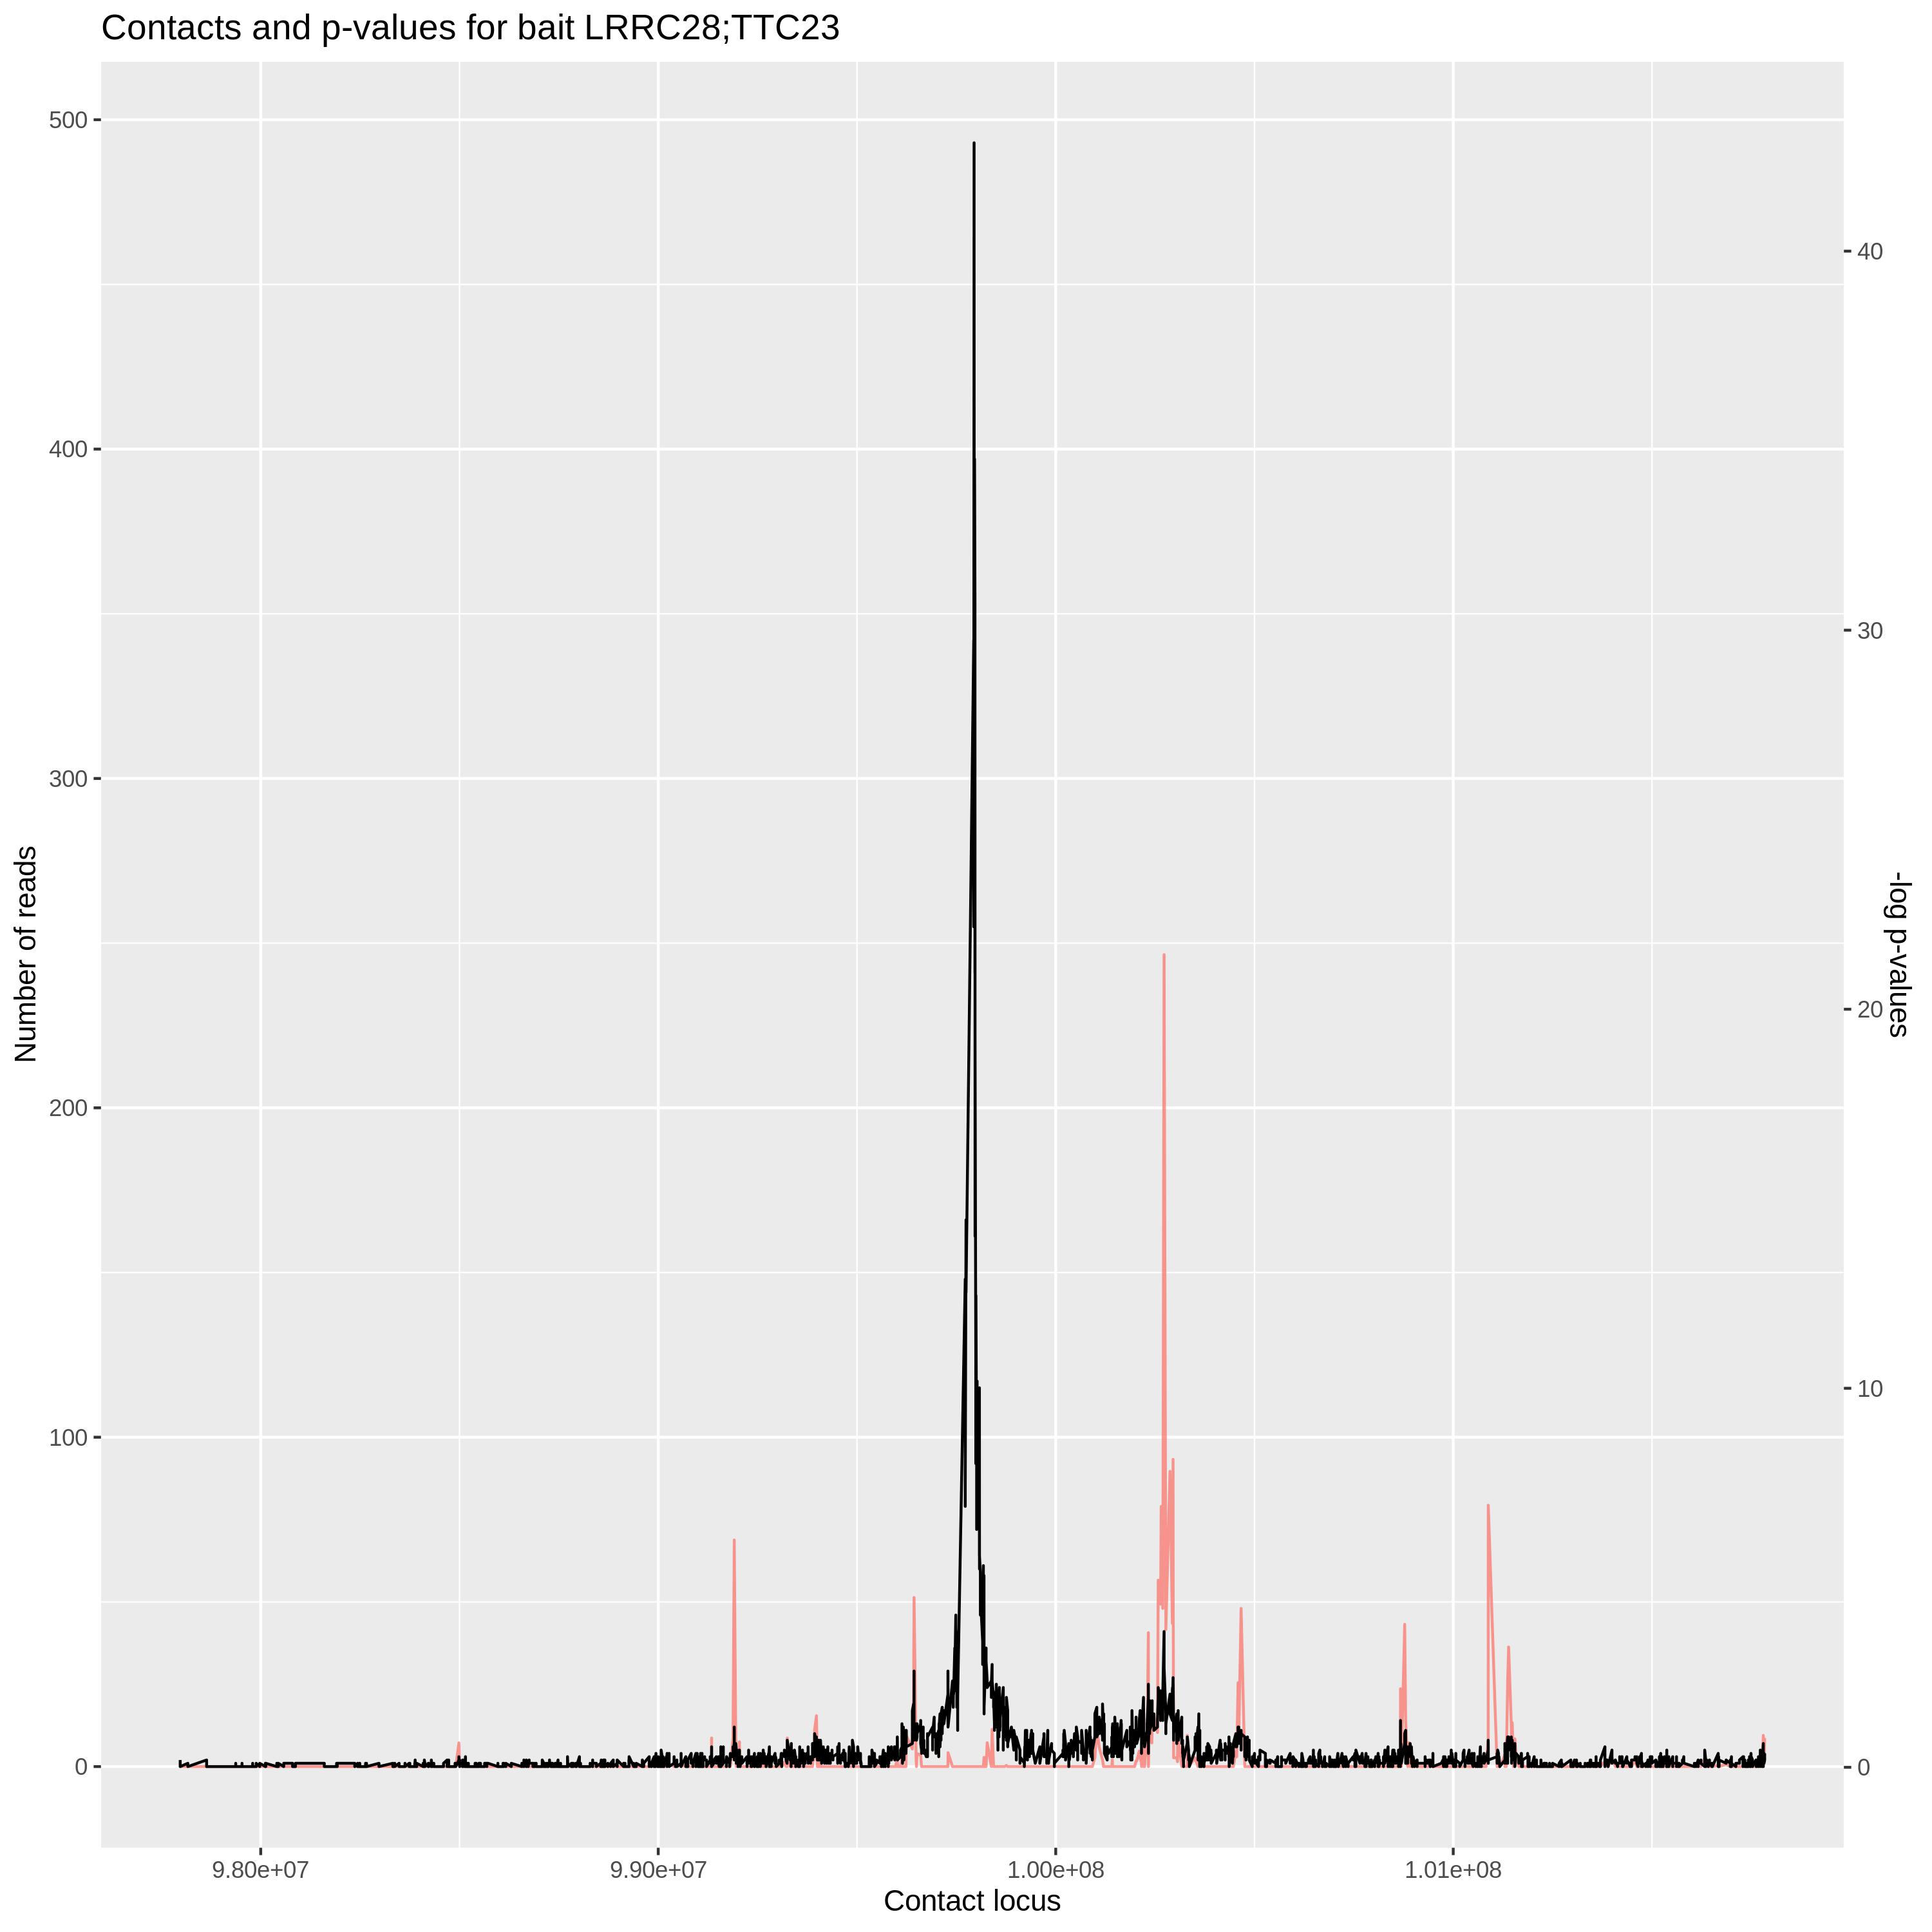 Contacts and p-values for bait LRRC28;TTC23
500
400
300
200
100
0
Number of reads
40
30
20
10
0
-log p-values
9.80e+07
9.90e+07
1.00e+08
1.01e+08
Contact locus